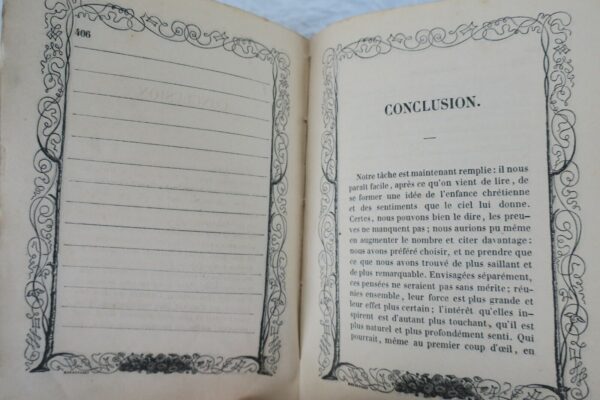 406
CONCLUSION.
Notre tâche est maintenant remplie : il nous
paraît facile, après ce qu'on vient de lire, de
se former une idée de l'enfance chrétienne
et des sentiments que le ciel lui donne.
Certes, nous pouvons bien le dire, les preu-
ves ne manquent pas ; nous aurions pu même
en augmenter le nombre et citer davantage :
nous avons préféré choisir, et ne prendre que
ce que nous avons trouvé de plus saillant et
de plus remarquable. Envisagées séparément,
ces pensées ne seraient pas sans mérite ; réu-
nies ensemble, leur force est plus grande et
leur effet plus certain ; l'intérêt qu'elles in-
spirent est d'autant plus touchant, qu'il est
plus naturel et plus profondément senti. Qui
pourrait, même au premier coup d'œil, en